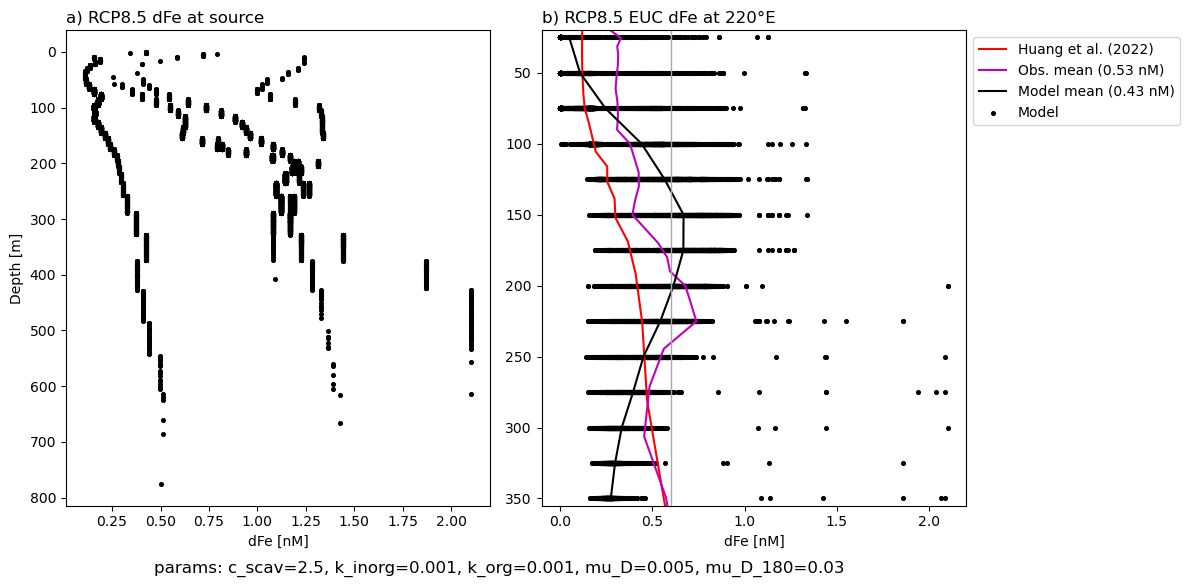 a) RCP8.5 dFe at source
0
100
200
300
400
500
600
700
800
Depth [m]
0.25 0.50 0.75 1.00 1.25 1.50 1.75 2.00
dFe [nM]
b) RCP8.5 EUC dFe at 220°E
50
100
150
200
250
300
350
0.0 0.5 1.0 1.5 2.0
dFe [nM]
Huang et al. (2022)
Obs. mean (0.53 nM)
Model mean (0.43 nM)
Model
params: c_scav=2.5, k_inorg=0.001, k_org=0.001, mu_D=0.005, mu_D_180=0.03